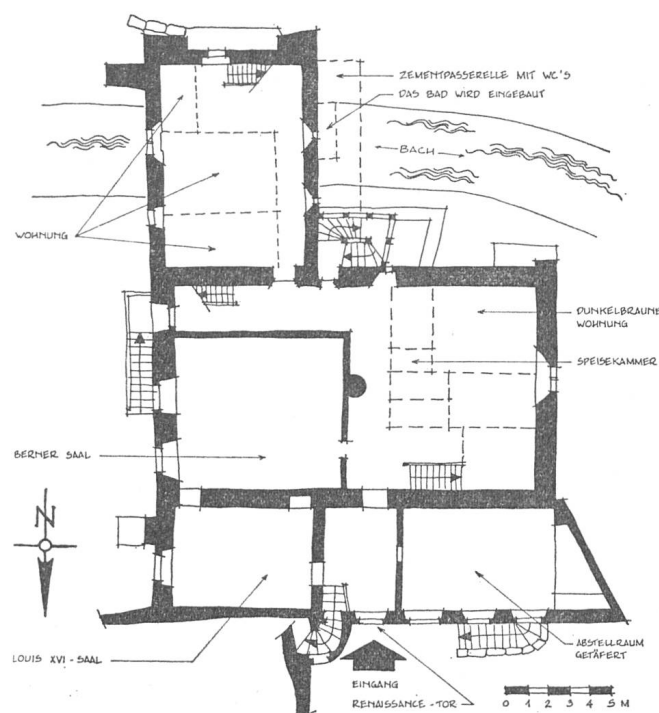 ZEMENTPASSERELLE MIT WC'S
DAS BAD WIRD EINGEBAUT
BACH
WOHNUNG
DUNKELBRAUNE
WOHNUNG
SPEISEKAMMER
BERNER SAAL
N
LOUIS XVI - SAAL
ABSTELLRAUM
GETÄFERT
EINGANG
RENAISSANCE - TOR
0 1 2 3 4 5 M